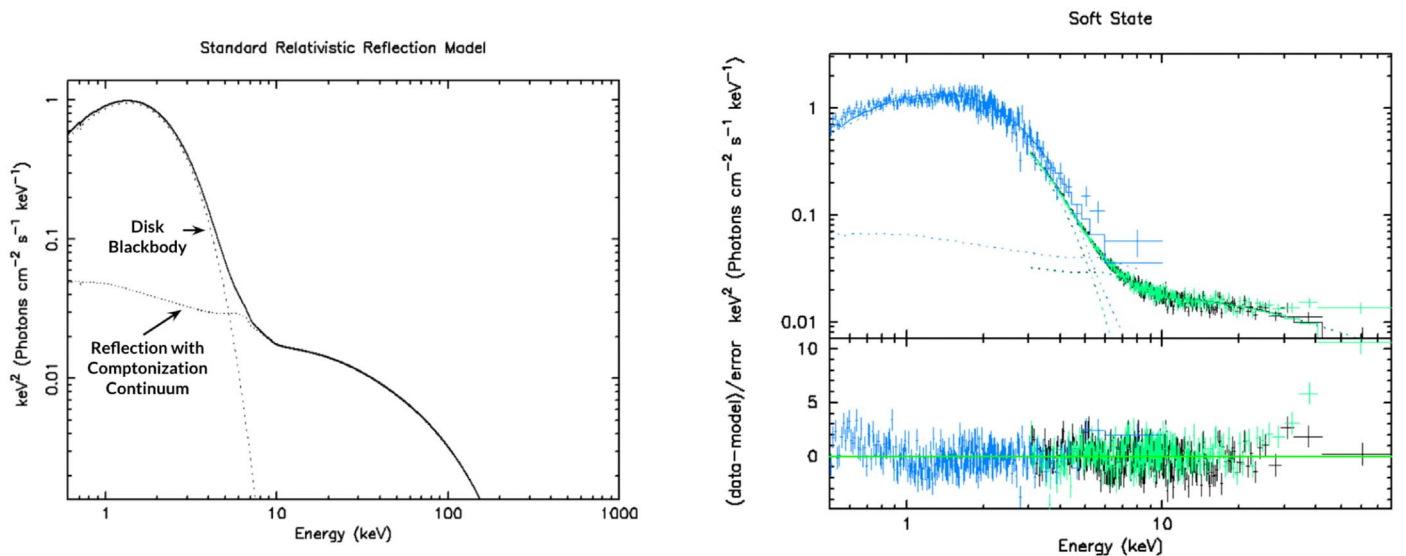 Standard Relativistic Reflection Model
keV² (Photons cm⁻² s⁻¹ keV⁻¹)
1
0.1
0.01
Disk
Blackbody
Reflection with
Comptonization
Continuum
1
10
100
1000
Energy (keV)
Soft State
keV² (Photons cm⁻² s⁻¹ keV⁻¹)
1
0.1
0.01
(data-model)/error
10
5
0
1
10
Energy (keV)